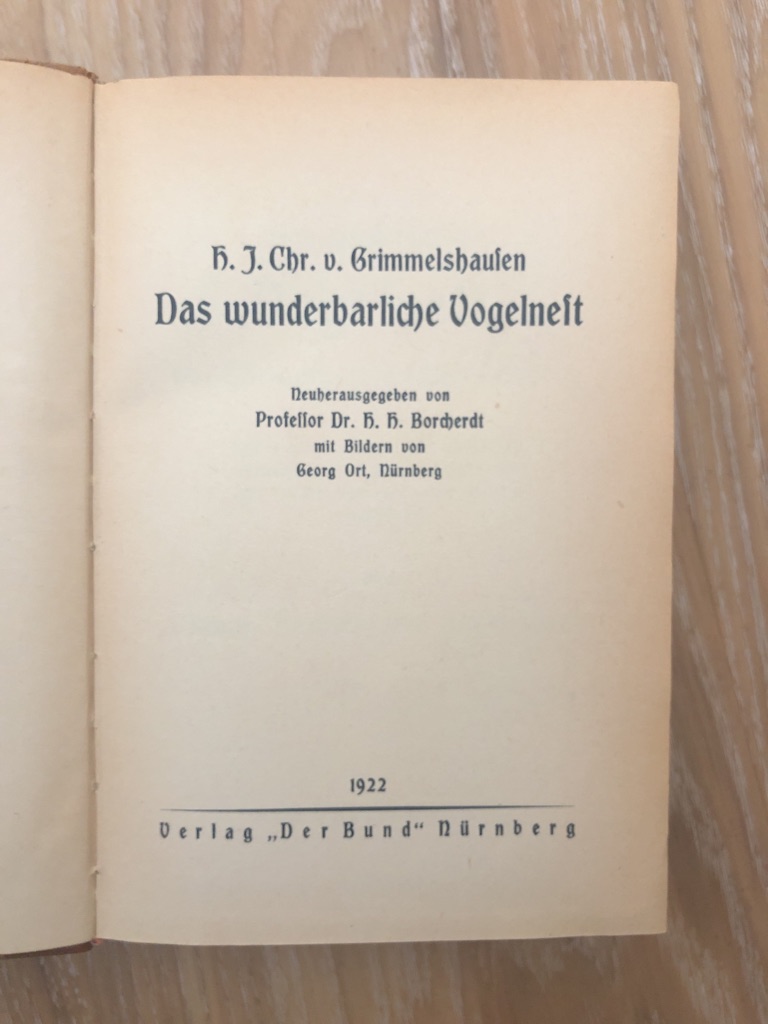 H. J. Chr. v. Grimmelshauſen
Das wunderbarliche Vogelneſt
Neuherausgegeben von
Profeſſor Dr. H. H. Borcherdt
mit Bildern von
Georg Ort, Nürnberg
1922
Verlag „Der Bund“ Nürnberg